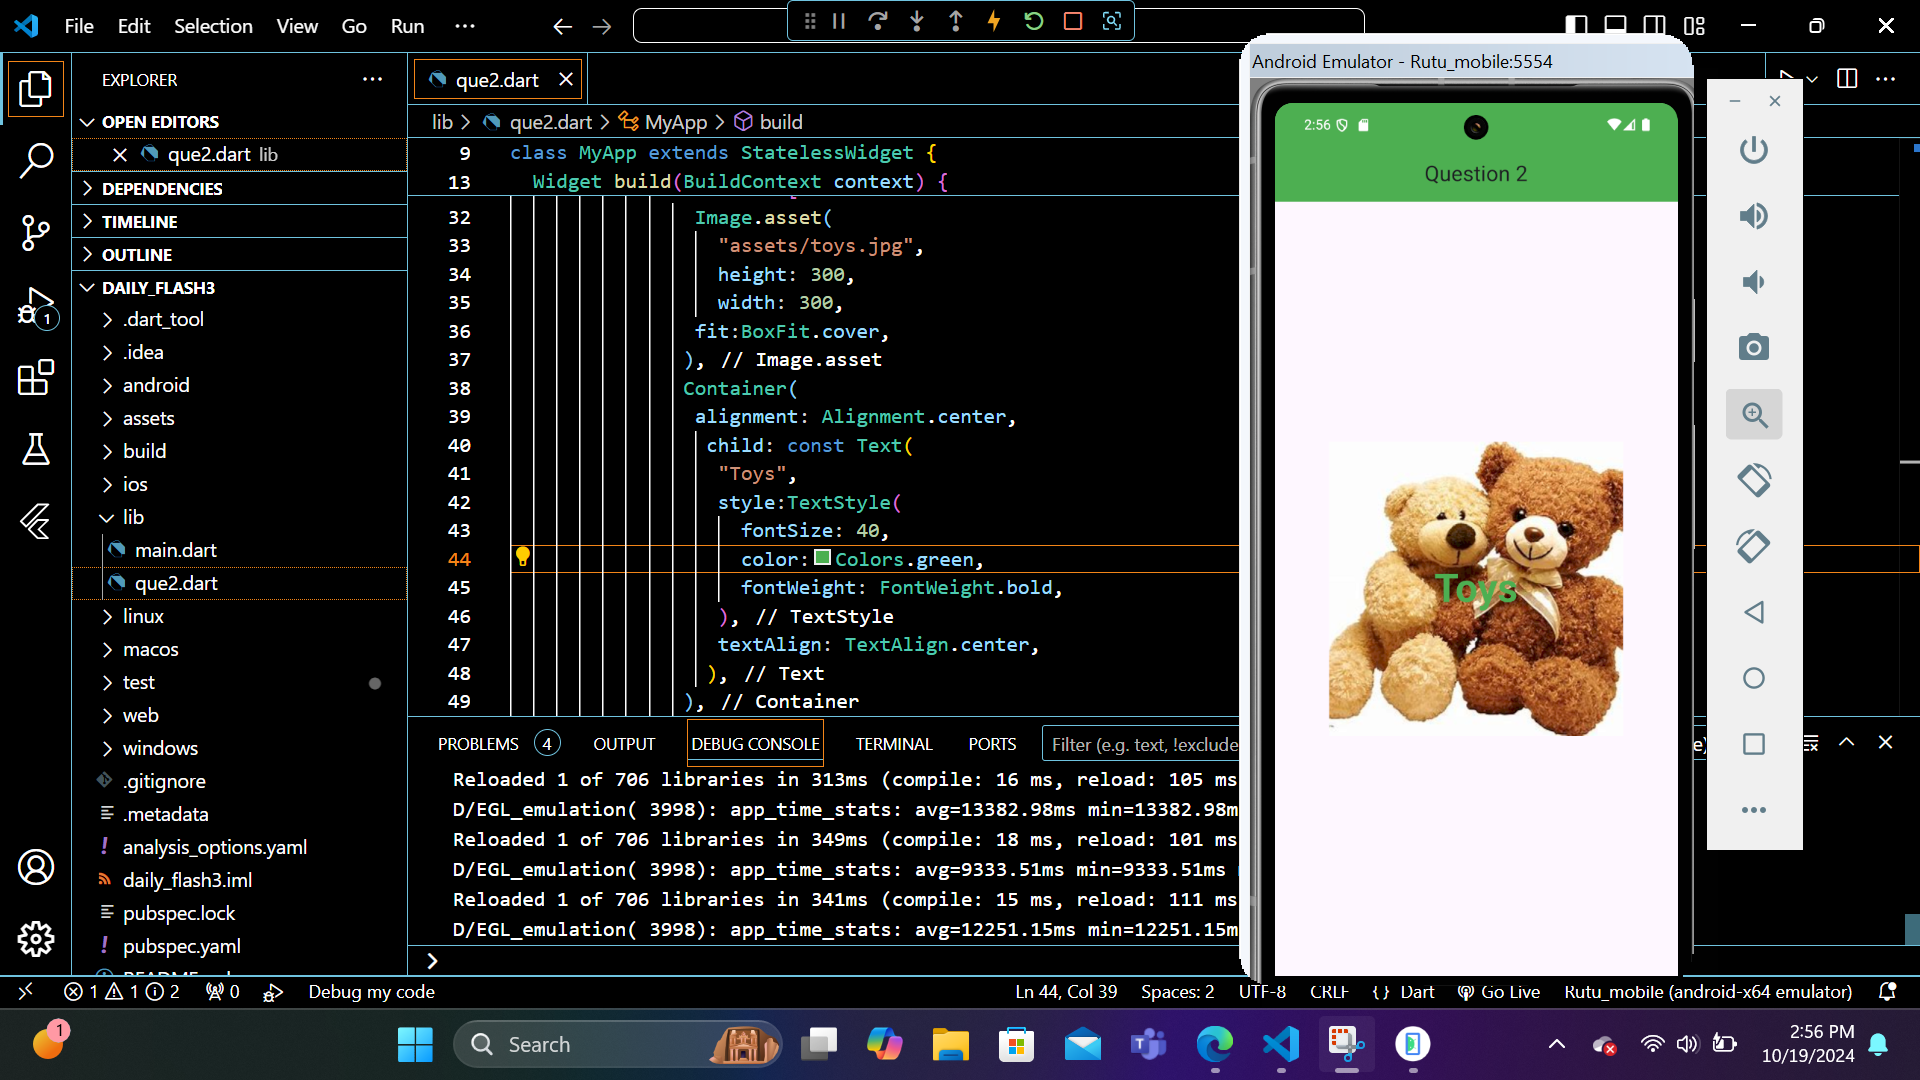 File Edit Selection View Go Run ...
EXPLORER
OPEN EDITORS
que2.dart lib
DEPENDENCIES
TIMELINE
OUTLINE
DAILY_FLASH3
.dart_tool
.idea
android
assets
build
ios
lib
main.dart
que2.dart
linux
macos
test
web
windows
.gitignore
.metadata
analysis_options.yaml
daily_flash3.iml
pubspec.lock
pubspec.yaml
1
que2.dart
lib > que2.dart > MyApp > build
9 class MyApp extends StatelessWidget {
13 Widget build(BuildContext context) {
32 Image.asset(
33 "assets/toys.jpg",
34 height: 300,
35 width: 300,
36 fit:BoxFit.cover,
37 ), // Image.asset
38 Container(
39 alignment: Alignment.center,
40 child: const Text(
41 "Toys",
42 style:TextStyle(
43 fontSize: 40,
44 color: Colors.green,
45 fontWeight: FontWeight.bold,
46 ), // TextStyle
47 textAlign: TextAlign.center,
48 ), // Text
49 ), // Container
PROBLEMS 4 OUTPUT DEBUG CONSOLE TERMINAL PORTS Filter (e.g. text, !exclude
Reloaded 1 of 706 libraries in 313ms (compile: 16 ms, reload: 105 ms
D/EGL_emulation( 3998): app_time_stats: avg=13382.98ms min=13382.98m
Reloaded 1 of 706 libraries in 349ms (compile: 18 ms, reload: 101 ms
D/EGL_emulation( 3998): app_time_stats: avg=9333.51ms min=9333.51ms
Reloaded 1 of 706 libraries in 341ms (compile: 15 ms, reload: 111 ms
D/EGL_emulation( 3998): app_time_stats: avg=12251.15ms min=12251.15m
Android Emulator - Rutu_mobile:5554
2:56
Question 2
Toys
1 1 2 0 Debug my code Ln 44, Col 39 Spaces: 2 UTF-8 CRLF {} Dart Go Live Rutu_mobile (android-x64 emulator)
1
Search
2:56 PM
10/19/2024